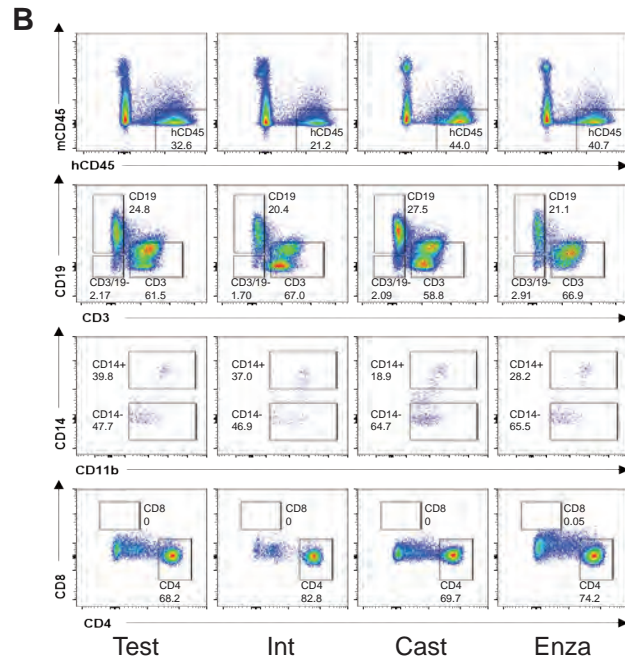 B
mCD45
hCD45
32.6
hCD45
21.2
hCD45
44.0
hCD45
40.7
hCD45
CD19
CD19
24.8
CD3/19-
2.17
CD3
61.5
CD19
20.4
CD3/19-
1.70
CD3
67.0
CD19
27.5
CD3/19-
2.09
CD3
58.8
CD19
21.1
CD3/19-
2.91
CD3
66.9
CD3
CD14
CD14+
39.8
CD14-
47.7
CD14+
37.0
CD14-
46.9
CD14+
18.9
CD14-
64.7
CD14+
28.2
CD14-
65.5
CD11b
CD8
CD8
0
CD4
68.2
CD8
0
CD4
82.8
CD8
0
CD4
69.7
CD8
0.05
CD4
74.2
CD4
Test Int Cast Enza